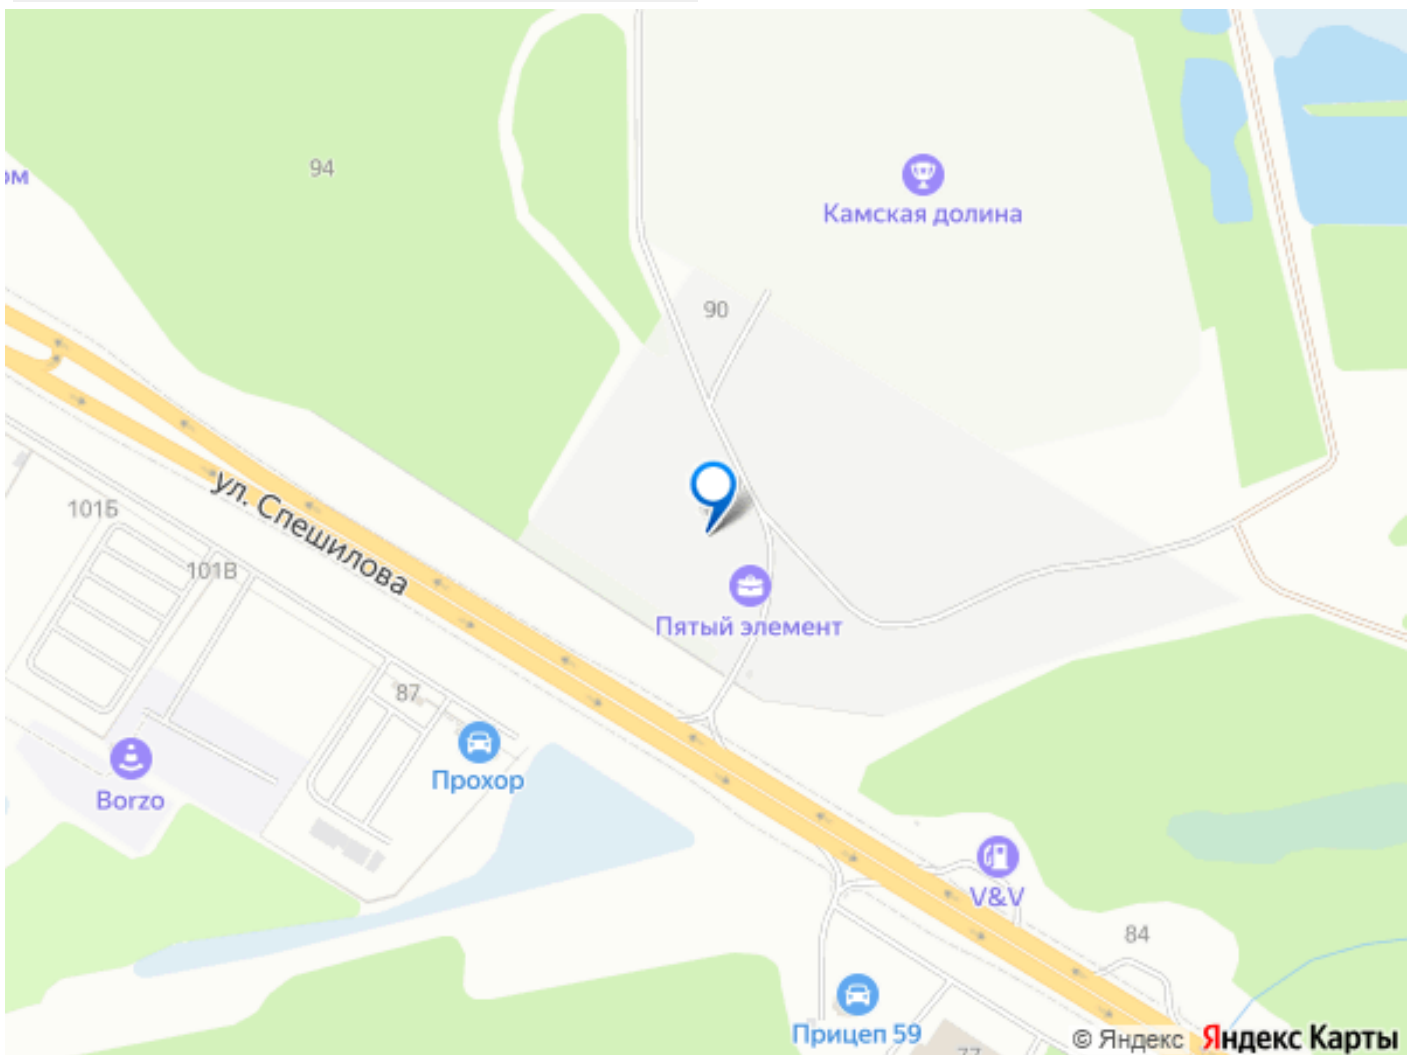 94
ом
Камская долина
90
ул. Спешилова
101Б
101В
Пятый элемент
87
Прохор
Borzo
V&V
84
Прицеп 59
77
© Яндекс Яндекс Карты